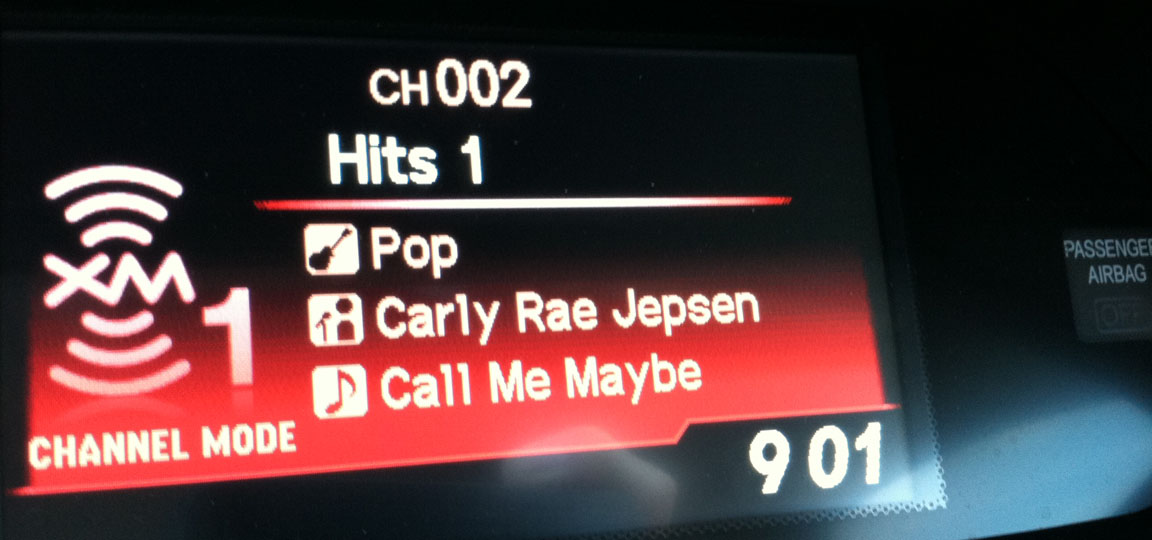 CH 002
Hits 1
XM
1
Pop
Carly Rae Jepsen
Call Me Maybe
CHANNEL MODE
9 01
PASSENGER
AIRBAG
OFF